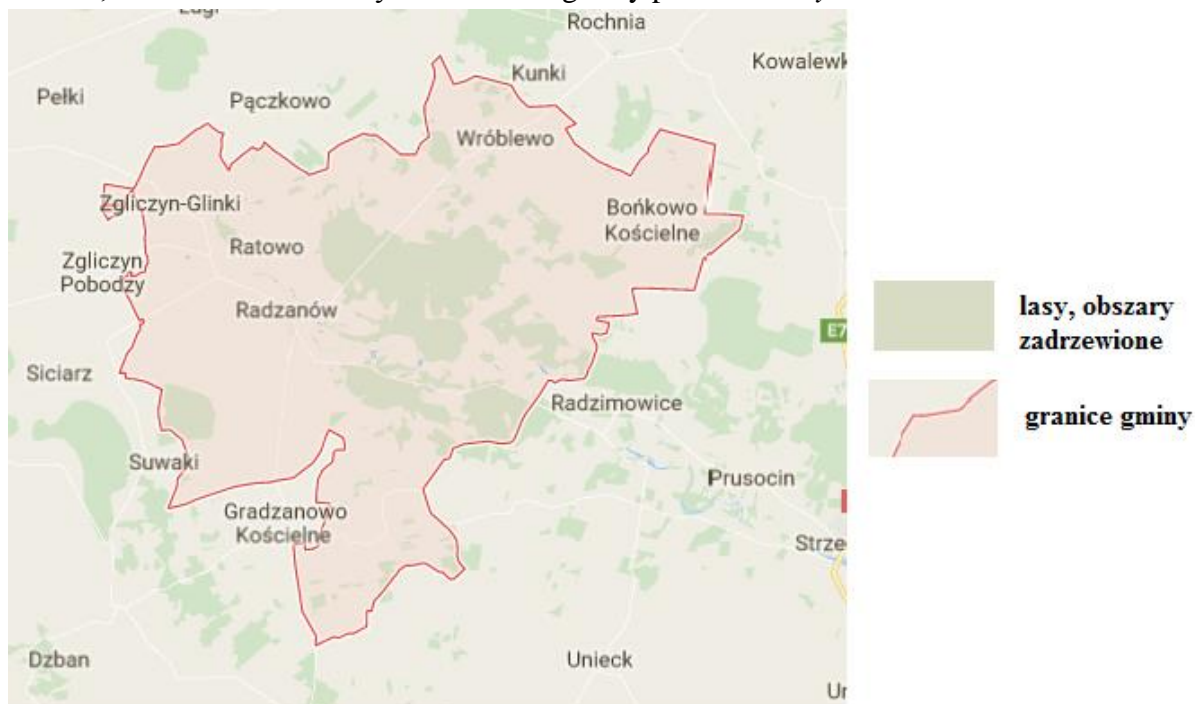 Rochnia
Kunki
Kowalewk
Pełki
Pączkowo
Wróblewo
Zgliczyn-Glinki
Bońkowo
Kościelne
Ratowo
Zgliczyn
Pobodzy
Radzanów
E7
Siciarz
Radzimowice
Suwaki
Prusocin
Gradzanowo
Kościelne
Strze
Dzban
Unieck
Ur
lasy, obszary
zadrzewione
granice gminy